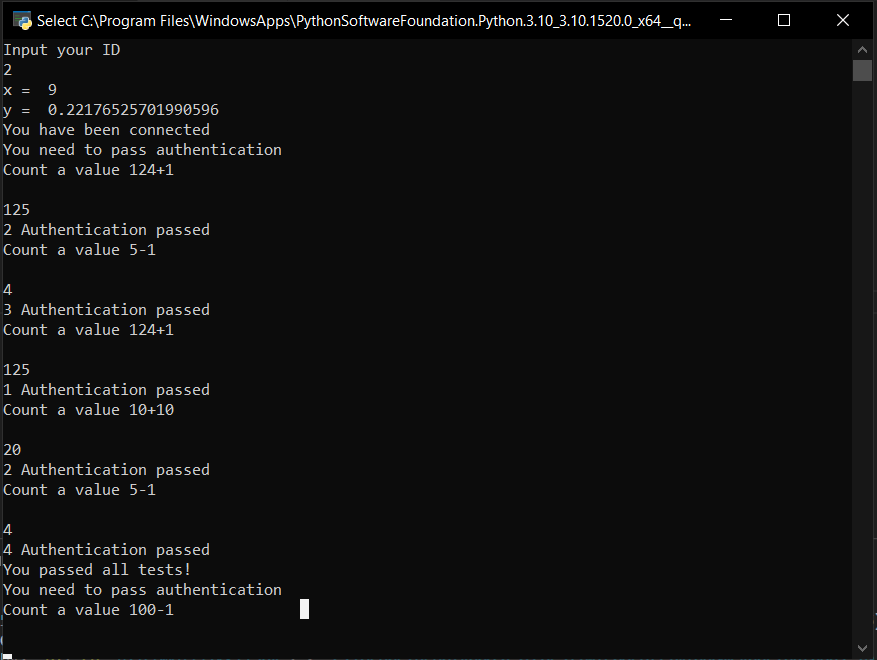 Select C:\Program Files\WindowsApps\PythonSoftwareFoundation.Python.3.10_3.10.1520.0_x64__q...
Input your ID
2
x =  9
y =  0.22176525701990596
You have been connected
You need to pass authentication
Count a value 124+1
125
2 Authentication passed
Count a value 5-1
4
3 Authentication passed
Count a value 124+1
125
1 Authentication passed
Count a value 10+10
20
2 Authentication passed
Count a value 5-1
4
4 Authentication passed
You passed all tests!
You need to pass authentication
Count a value 100-1